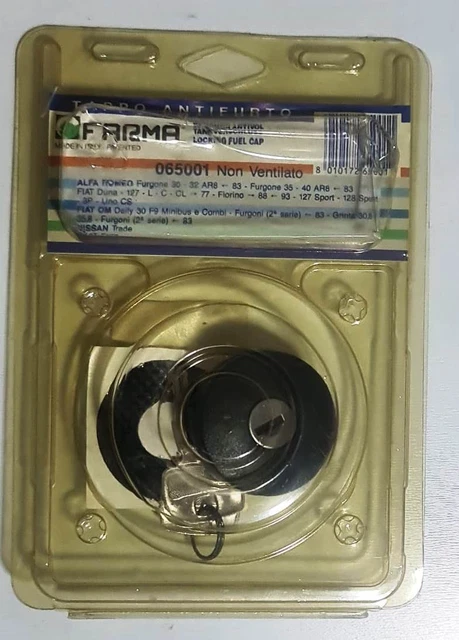 TAPPO ANTIFURTO
FARMA
MADE IN ITALY PATENTED
LOCKING FUEL CAP
065001 Non Ventilato
ALFA ROMEO Furgone 30 - 32 AR8 ← 83 - Furgone 35 - 40 AR8 ← 83
FIAT Duna - 127 - L - C - CL → 77 - Fiorino → 88 ← 93 - 127 Sport - 128 Sport
3P - Uno CS
FIAT OM Daily 30 F9 Minibus e Combi - Furgoni (2ª serie) ← 83 - Grinta 30.8
35.8 - Furgoni (2ª serie) ← 83
NISSAN Trade